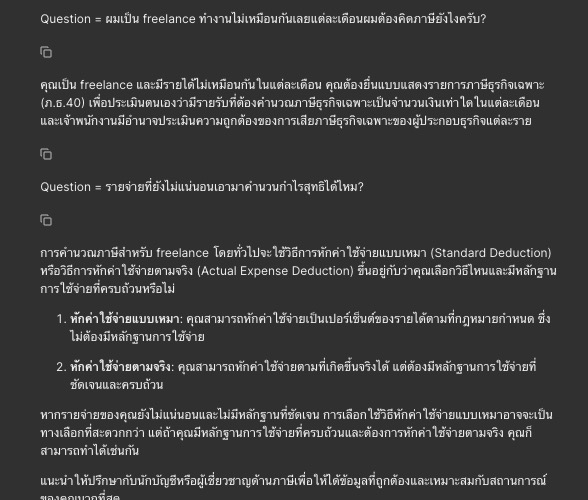 Question = ผมเป็น freelance ทำงานไม่เหมือนกันเลยแต่ละเดือนผมต้องคิดภาษียังไงครับ?
คุณเป็น freelance และมีรายได้ไม่เหมือนกันในแต่ละเดือน คุณต้องยื่นแบบแสดงรายการภาษีธุรกิจเฉพาะ
(ภ.ธ.40) เพื่อประเมินตนเองว่ามีรายรับที่ต้องคำนวณภาษีธุรกิจเฉพาะเป็นจำนวนเงินเท่าใดในแต่ละเดือน
และเจ้าพนักงานมีอำนาจประเมินความถูกต้องของการเสียภาษีธุรกิจเฉพาะของผู้ประกอบธุรกิจแต่ละราย
Question = รายจ่ายที่ยังไม่แน่นอนเอามาคำนวนกำไรสุทธิได้ไหม?
การคำนวณภาษีสำหรับ freelance โดยทั่วไปจะใช้วิธีการหักค่าใช้จ่ายแบบเหมา (Standard Deduction)
หรือวิธีการหักค่าใช้จ่ายตามจริง (Actual Expense Deduction) ขึ้นอยู่กับว่าคุณเลือกวิธีไหนและมีหลักฐาน
การใช้จ่ายที่ครบถ้วนหรือไม่
1. หักค่าใช้จ่ายแบบเหมา: คุณสามารถหักค่าใช้จ่ายเป็นเปอร์เซ็นต์ของรายได้ตามที่กฎหมายกำหนด ซึ่ง
ไม่ต้องมีหลักฐานการใช้จ่าย
2. หักค่าใช้จ่ายตามจริง: คุณสามารถหักค่าใช้จ่ายตามที่เกิดขึ้นจริงได้ แต่ต้องมีหลักฐานการใช้จ่ายที่
ชัดเจนและครบถ้วน
หากรายจ่ายของคุณยังไม่แน่นอนและไม่มีหลักฐานที่ชัดเจน การเลือกใช้วิธีหักค่าใช้จ่ายแบบเหมาอาจจะเป็น
ทางเลือกที่สะดวกกว่า แต่ถ้าคุณมีหลักฐานการใช้จ่ายที่ครบถ้วนและต้องการหักค่าใช้จ่ายตามจริง คุณก็
สามารถทำได้เช่นกัน
แนะนำให้ปรึกษากับนักบัญชีหรือผู้เชี่ยวชาญด้านภาษีเพื่อให้ได้ข้อมูลที่ถูกต้องและเหมาะสมกับสถานการณ์
ของคุณมากที่สุด